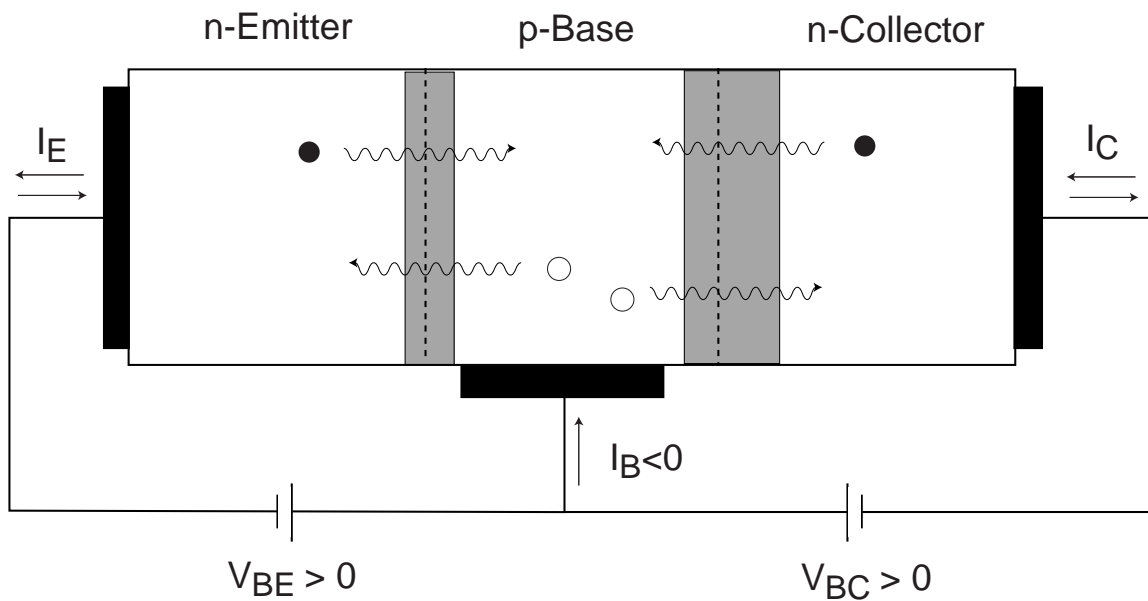 n-Emitter p-Base n-Collector
I_E I_C
I_B<0
V_BE > 0 V_BC > 0